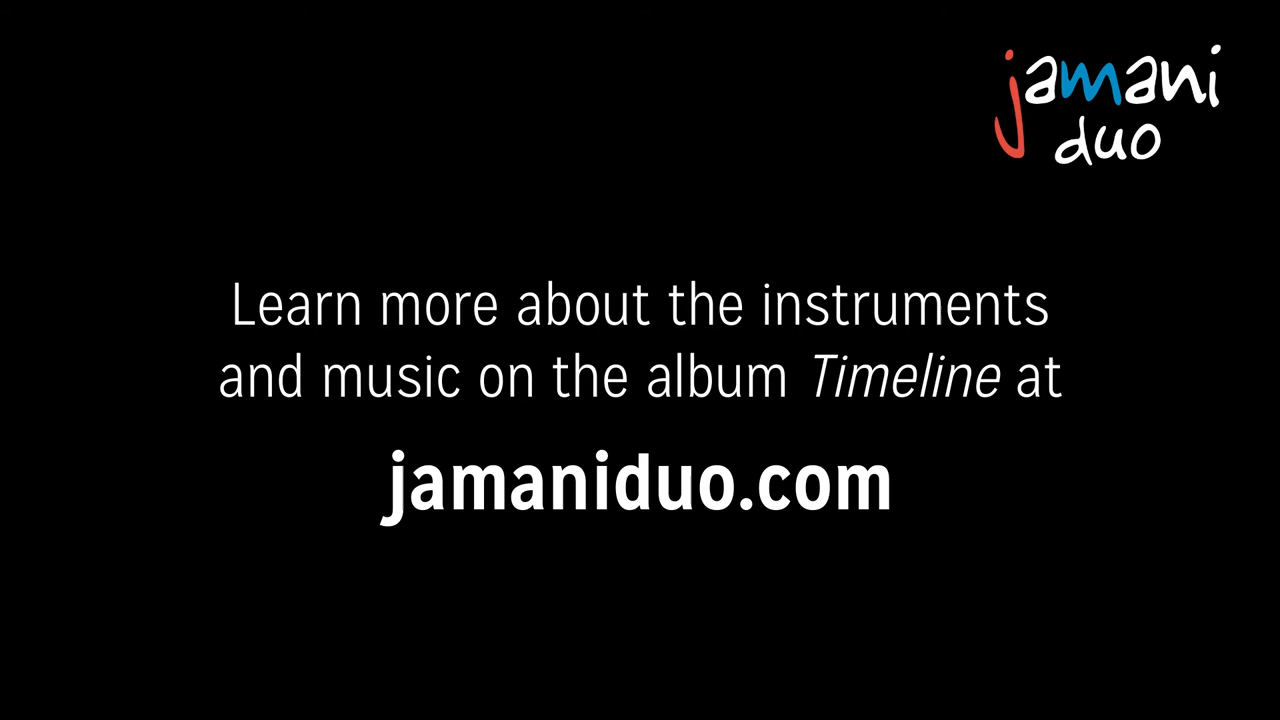 jamani
duo
Learn more about the instruments
and music on the album Timeline at
jamaniduo.com